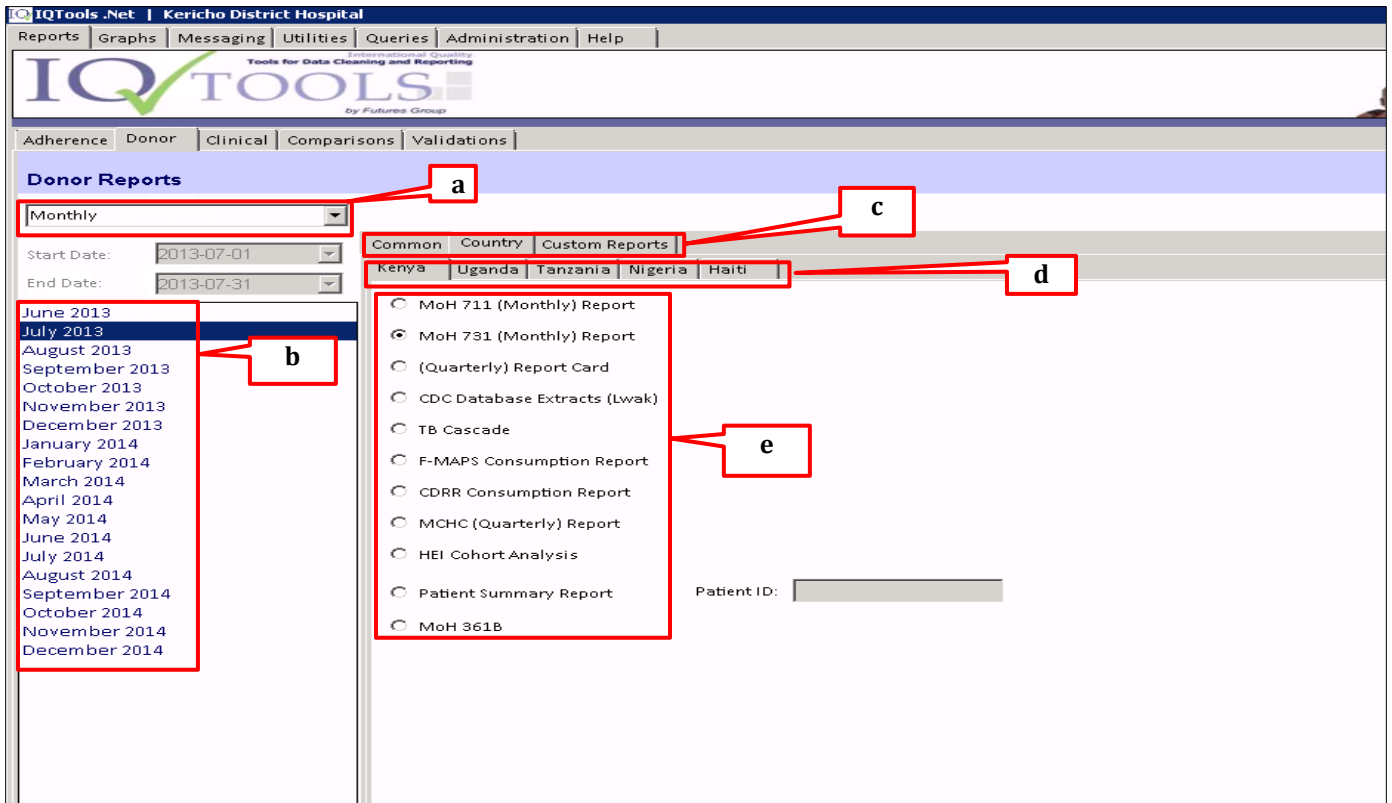 IQTools .Net | Kericho District Hospital
Reports Graphs Messaging Utilities Queries Administration Help
International Quality
Tools for Data Cleaning and Reporting
IQTOOLS
by Futures Group
Adherence Donor Clinical Comparisons Validations
Donor Reports
a
Monthly
c
Start Date: 2013-07-01
End Date: 2013-07-31
Common Country Custom Reports
Kenya Uganda Tanzania Nigeria Haiti
d
June 2013
July 2013
August 2013
September 2013
October 2013
November 2013
December 2013
January 2014
February 2014
March 2014
April 2014
May 2014
June 2014
July 2014
August 2014
September 2014
October 2014
November 2014
December 2014
b
MoH 711 (Monthly) Report
MoH 731 (Monthly) Report
(Quarterly) Report Card
CDC Database Extracts (Lwak)
TB Cascade
F-MAPS Consumption Report
CDRR Consumption Report
MCHC (Quarterly) Report
HEI Cohort Analysis
Patient Summary Report Patient ID:
MoH 361B
e